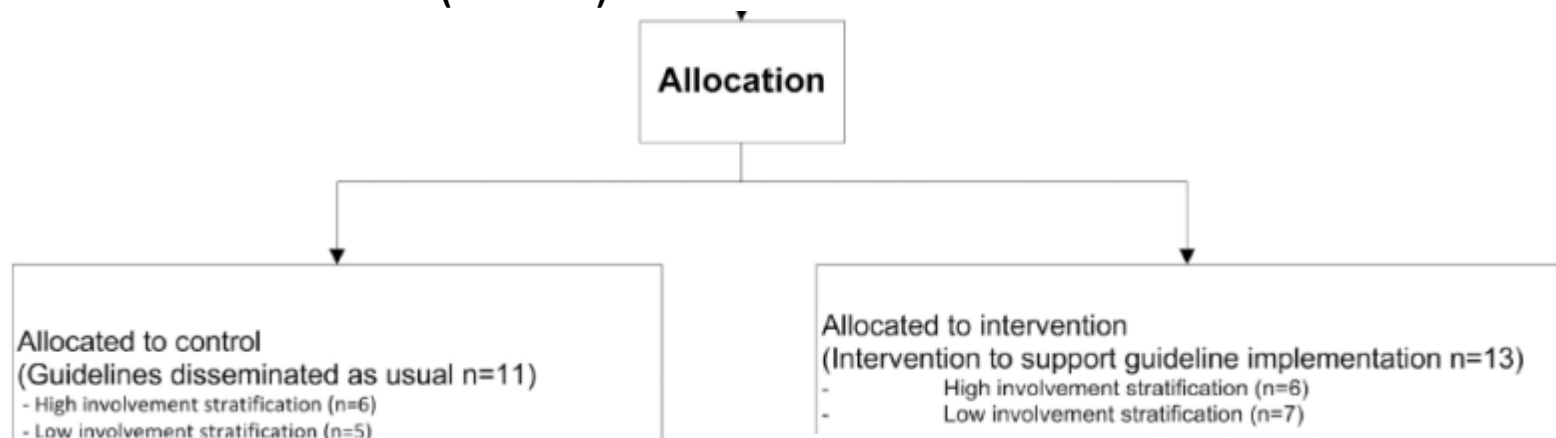 Allocation
Allocated to control
(Guidelines disseminated as usual n=11)
- High involvement stratification (n=6)
- Low involvement stratification (n=5)
Allocated to intervention
(Intervention to support guideline implementation n=13)
- High involvement stratification (n=6)
- Low involvement stratification (n=7)